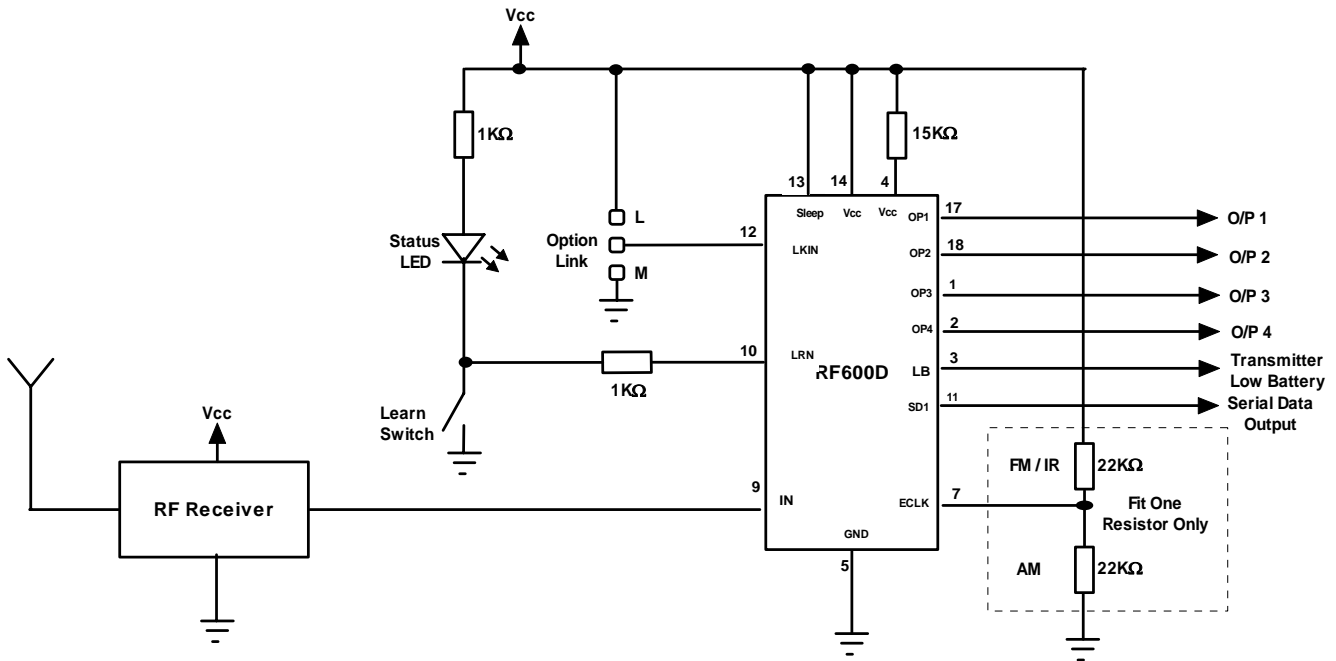 Vcc
1KΩ
15KΩ
13
14
4
Sleep
Vcc
Vcc
OP1
17
O/P 1
L
Status
LED
Option
Link
12
LKIN
OP2
18
O/P 2
M
OP3
1
O/P 3
OP4
2
O/P 4
10
LRN
1KΩ
RF600D
LB
3
Transmitter
Low Battery
SD1
11
Serial Data
Output
Learn
Switch
Vcc
FM / IR
22KΩ
RF Receiver
9
IN
ECLK
7
Fit One
Resistor Only
GND
5
AM
22KΩ